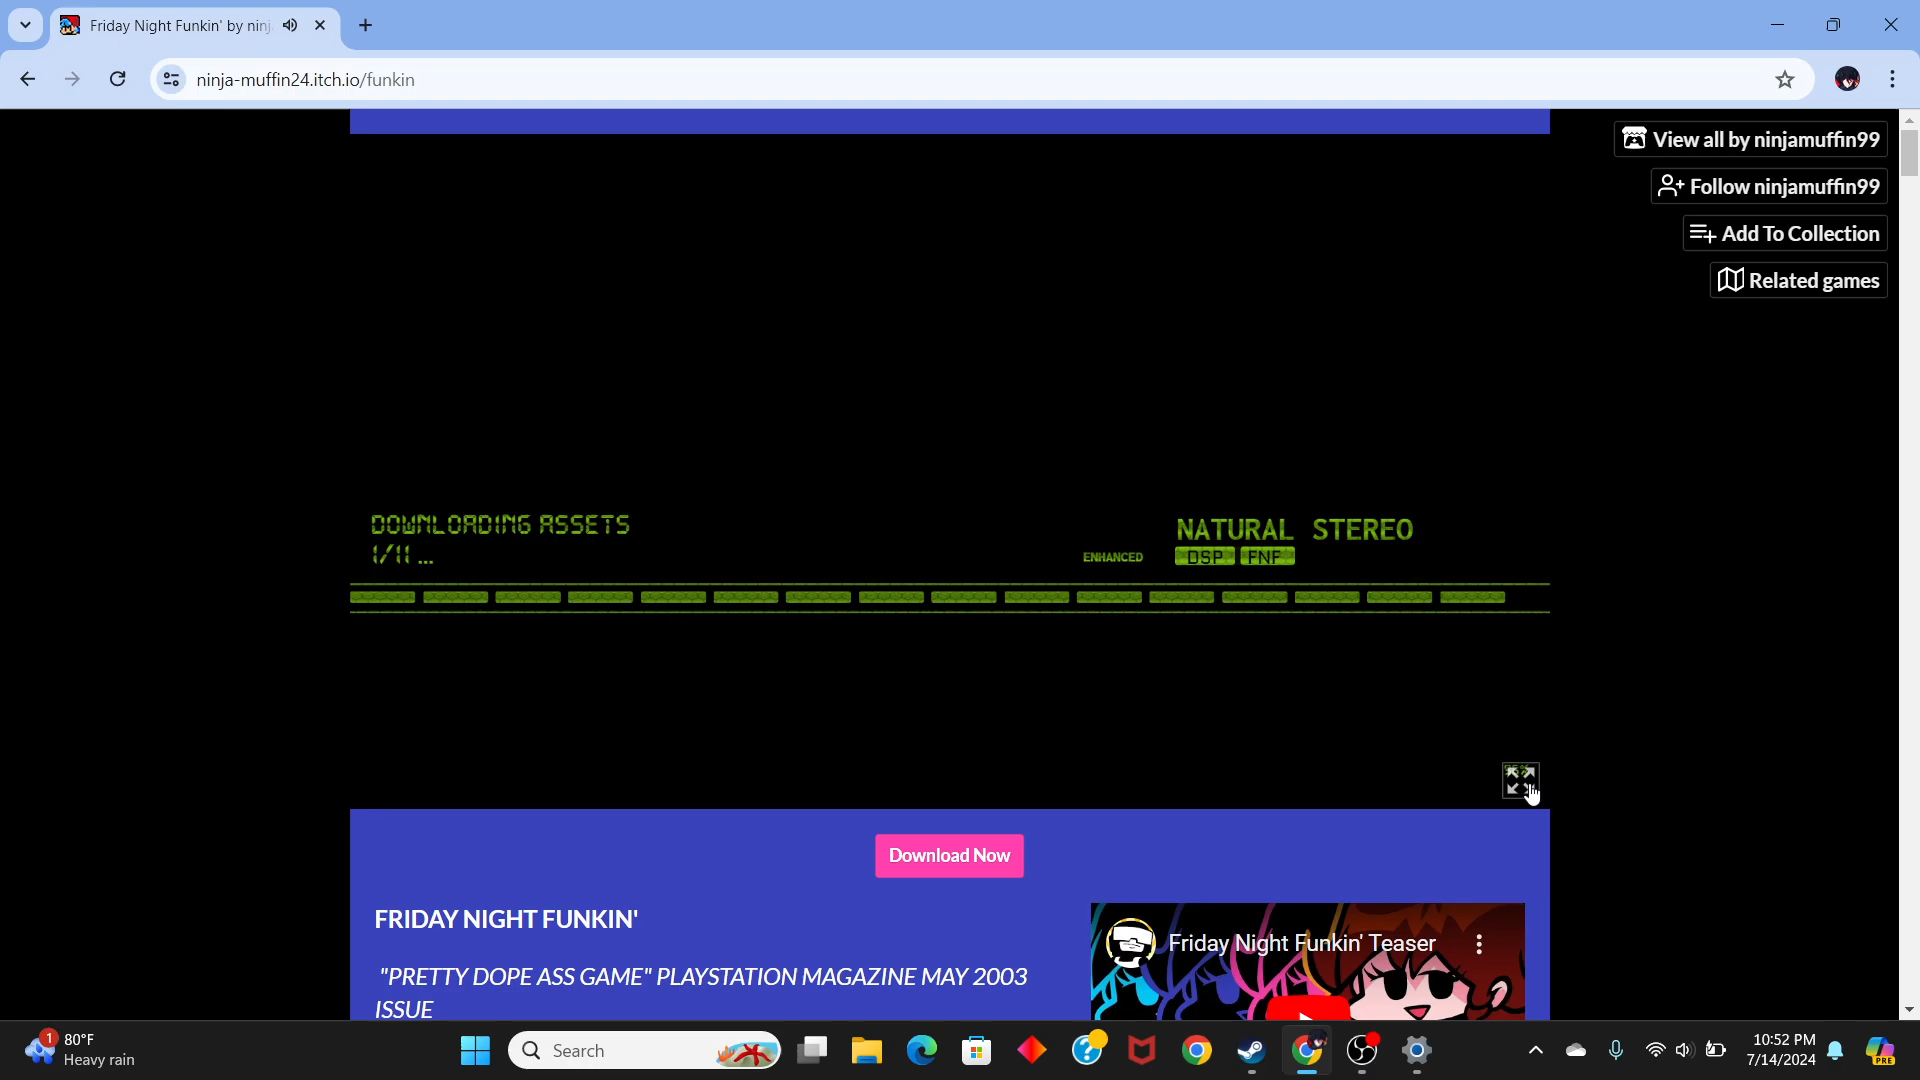 Friday Night Funkin' by ninj
ninja-muffin24.itch.io/funkin
View all by ninjamuffin99
Follow ninjamuffin99
Add To Collection
Related games
DOWNLOADING ASSETS
1/11 ...
NATURAL STEREO
ENHANCED DSP FNF
Download Now
FRIDAY NIGHT FUNKIN'
"PRETTY DOPE ASS GAME" PLAYSTATION MAGAZINE MAY 2003
ISSUE
Friday Night Funkin' Teaser
1
80°F
Heavy rain
Search
10:52 PM
7/14/2024
PRE